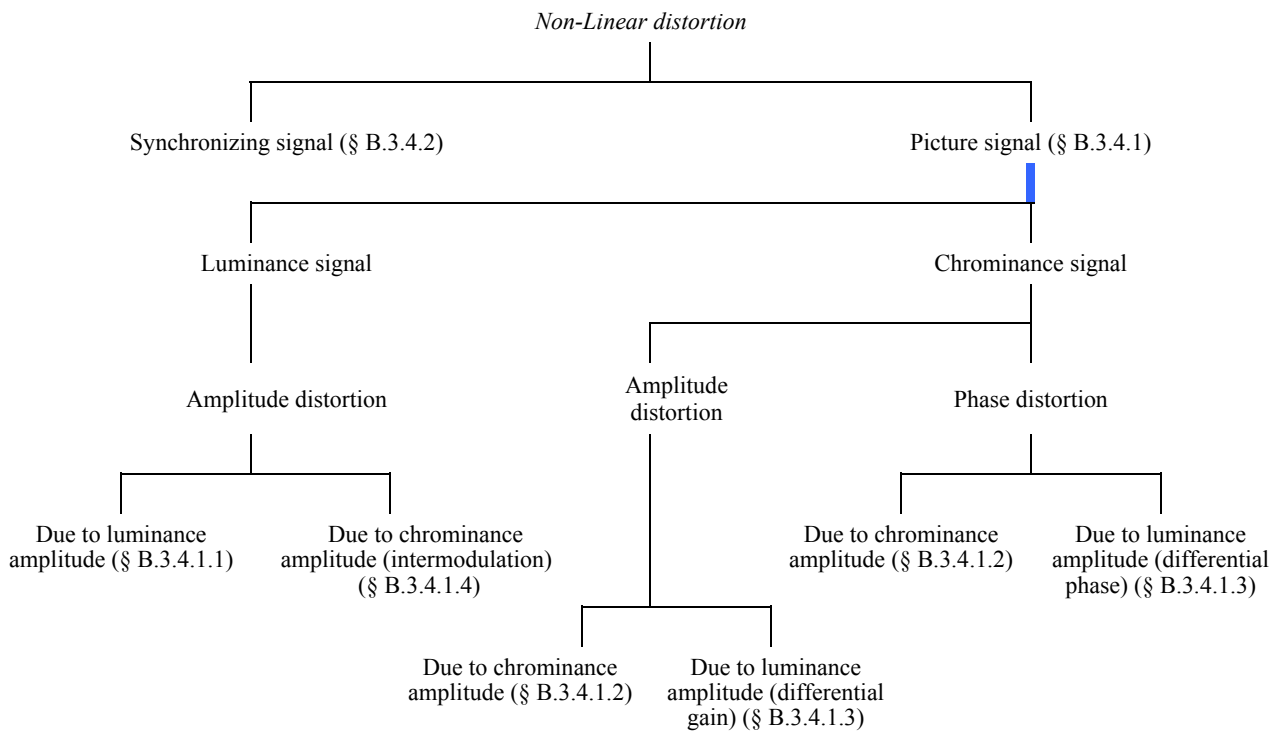 Non-Linear distortion
Synchronizing signal (§ B.3.4.2)
Picture signal (§ B.3.4.1)
Luminance signal
Chrominance signal
Amplitude distortion
Amplitude
distortion
Phase distortion
Due to luminance
amplitude (§ B.3.4.1.1)
Due to chrominance
amplitude (intermodulation)
(§ B.3.4.1.4)
Due to chrominance
amplitude (§ B.3.4.1.2)
Due to luminance
amplitude (differential
phase) (§ B.3.4.1.3)
Due to chrominance
amplitude (§ B.3.4.1.2)
Due to luminance
amplitude (differential
gain) (§ B.3.4.1.3)